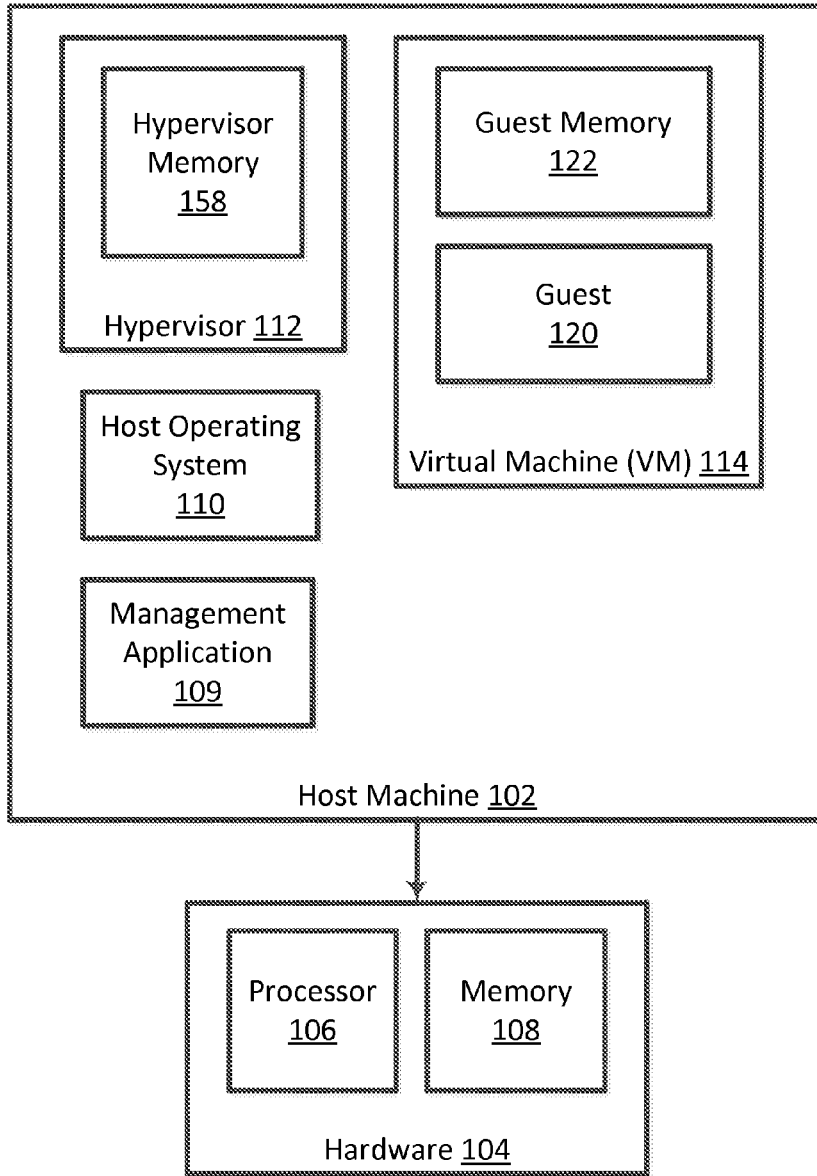 Hypervisor
Memory
158
Hypervisor 112
Guest Memory
122
Guest
120
Virtual Machine (VM) 114
Host Operating
System
110
Management
Application
109
Host Machine 102
Processor
106
Memory
108
Hardware 104